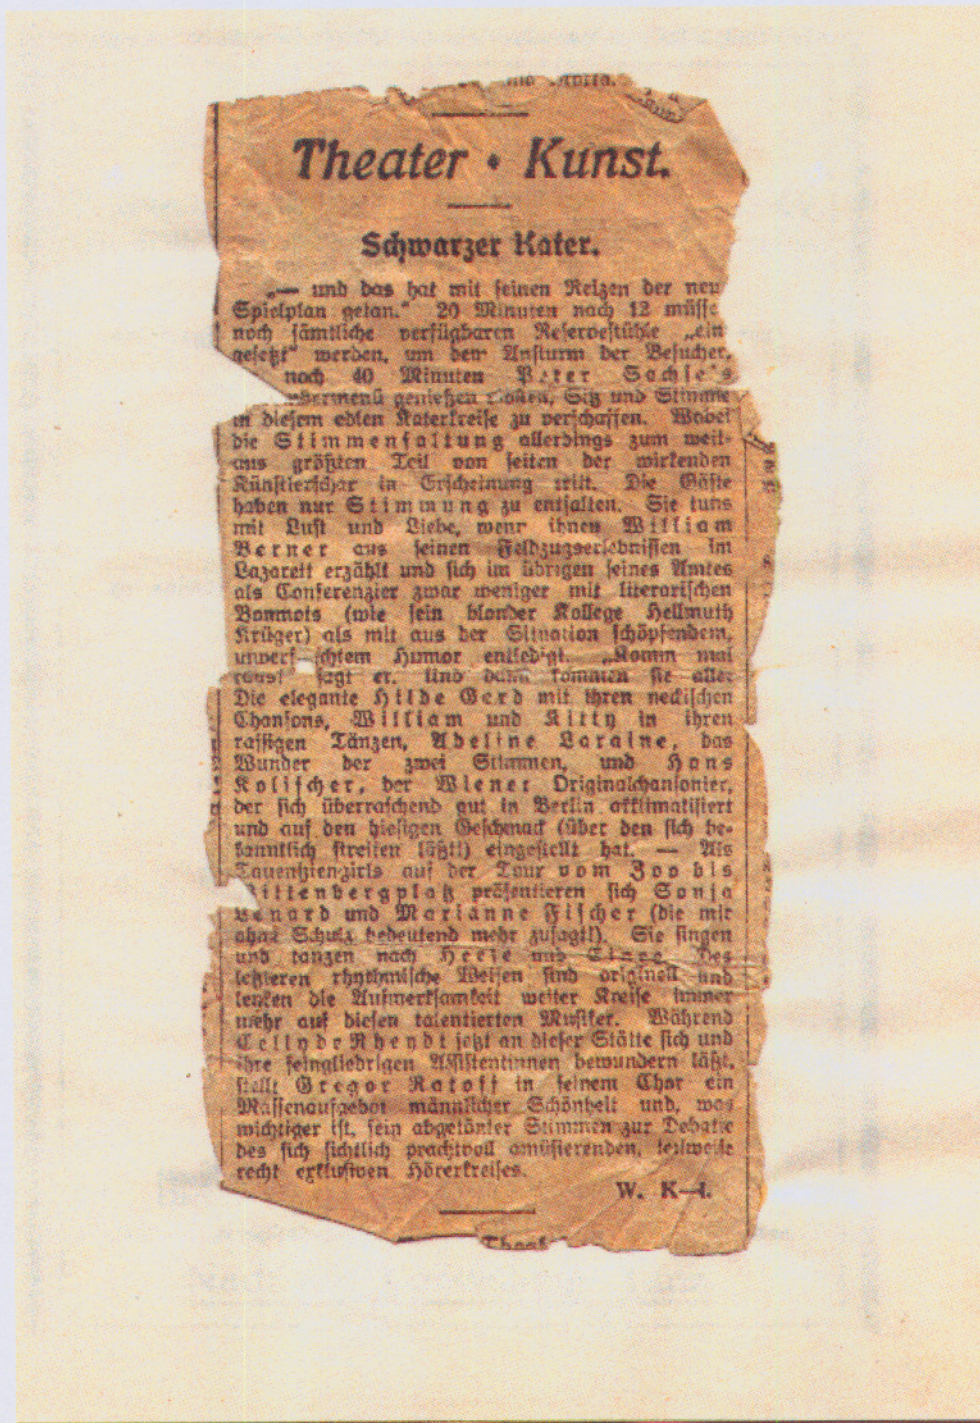 Theater • Kunst.
Schwarzer Kater.
„— und das hat mit seinen Reizen der neu
Spielplan getan.“ 20 Minuten nach 12 müsse
noch sämtliche verfügbaren Reservestühle „ein
gesetzt“ werden, um dem Ansturm der Besucher,
noch 40 Minuten Peter Sachse's
genießen wollen, Sitz und Stimme
in diesem edlen Katerkreise zu verschaffen. Wobei
die Stimmenfaltung allerdings zum weit-
aus größten Teil von seiten der wirkenden
Künstlerschar in Erscheinung tritt. Die Gäste
haben nur Stimmung zu entfalten. Sie tuns
mit Lust und Liebe, wenn ihnen William
Berner aus seinen Feldzugserlebnissen im
Lazarett erzählt und sich im übrigen seines Amtes
als Conferenzier zwar weniger mit literarischen
Bonmots (wie sein blonder Kollege Hellmuth
Krüger) als mit aus der Situation schöpfendem,
Humor entledigt. „Komm mal
raus!“ sagt er. Und dann kommen sie alle:
Die elegante Hilde Gerd mit ihren neckischen
Chansons, William und Kitty in ihren
rassigen Tänzen, Adeline Loraine, das
Wunder der zwei Stimmen, und Hans
Kolischer, der Wiener Originalchansonier,
der sich überraschend gut in Berlin akklimatisiert
und auf den hiesigen Geschmack (über den sich be-
kanntlich streiten läßt!) eingestellt hat. — Als
Tauentziengirls auf der Tour vom Zoo bis
Wittenbergplatz präsentieren sich Sonja
Benard und Marianne Fischer (die mir
ohne Schulz bedeutend mehr zusagt!). Sie singen
und tanzen nach und Des
letzteren rhythmische Weisen sind originell und
lenken die Aufmerksamkeit weiter Kreise immer
mehr auf diesen talentierten Musiker. Während
Celly de Rheydt jetzt an dieser Stätte sich und
ihre feingliedrigen Assistentinnen bewundern läßt,
stellt Gregor Ratoff in seinem Chor ein
Massenaufgebot männlicher Schönheit und, was
wichtiger ist, sein abgetönter Stimmen zur Debatte
des sich sichtlich prachtvoll amüsierenden, teilweise
recht exklusiven Hörerkreises.
W. K—l.